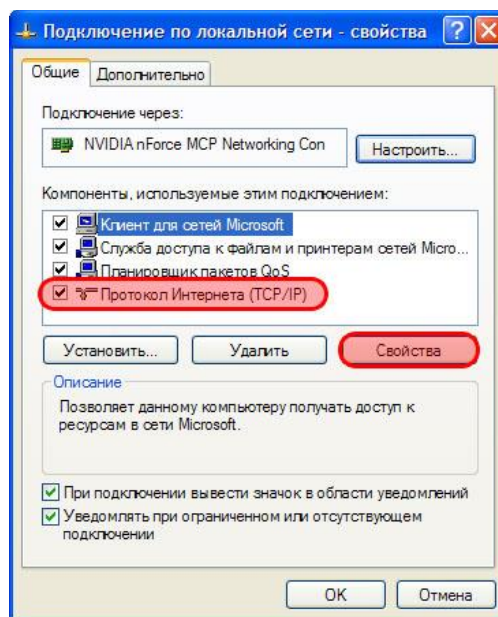 Подключение по локальной сети - свойства
Общие Дополнительно
Подключение через:
NVIDIA nForce MCP Networking Con Настроить...
Компоненты, используемые этим подключением:
Клиент для сетей Microsoft
Служба доступа к файлам и принтерам сетей Micro...
Планировщик пакетов QoS
Протокол Интернета (TCP/IP)
Установить... Удалить Свойства
Описание
Позволяет данному компьютеру получать доступ к
ресурсам в сети Microsoft.
При подключении вывести значок в области уведомлений
Уведомлять при ограниченном или отсутствующем
подключении
OK Отмена